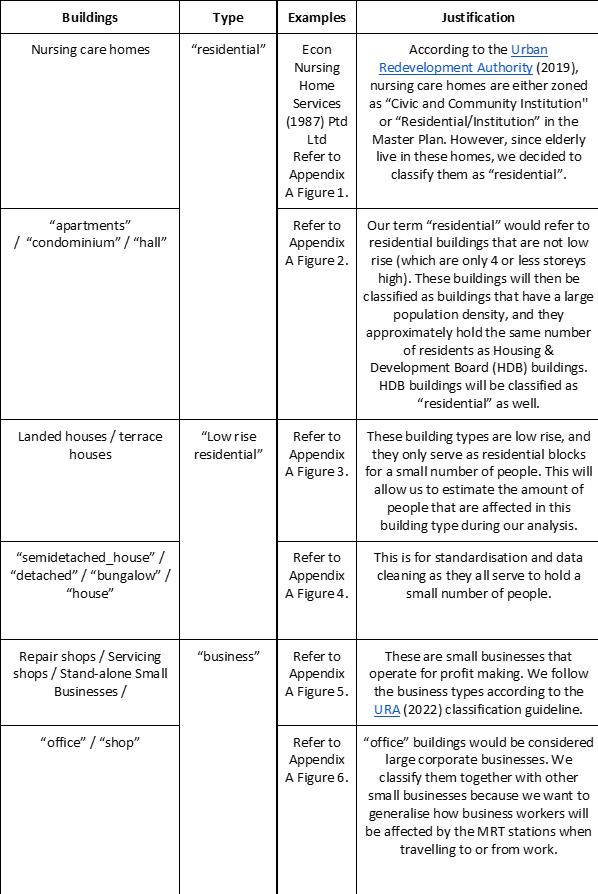 Buildings
Type
Examples
Justification
Nursing care homes
“residential”
Econ
Nursing
Home
Services
(1987) Ptd
Ltd
Refer to
Appendix
A Figure 1.
According to the Urban
Redevelopment Authority (2019),
nursing care homes are either zoned
as “Civic and Community Institution"
or “Residential/Institution” in the
Master Plan. However, since elderly
live in these homes, we decided to
classify them as “residential”.
“apartments”
/ “condominium” / “hall”
Refer to
Appendix
A Figure 2.
Our term “residential” would refer to
residential buildings that are not low
rise (which are only 4 or less storeys
high). These buildings will then be
classified as buildings that have a large
population density, and they
approximately hold the same number
of residents as Housing &
Development Board (HDB) buildings.
HDB buildings will be classified as
“residential” as well.
Landed houses / terrace
houses
“Low rise
residential”
Refer to
Appendix
A Figure 3.
These building types are low rise, and
they only serve as residential blocks
for a small number of people. This will
allow us to estimate the amount of
people that are affected in this
building type during our analysis.
“semidetached_house” /
“detached” / “bungalow” /
“house”
Refer to
Appendix
A Figure 4.
This is for standardisation and data
cleaning as they all serve to hold a
small number of people.
Repair shops / Servicing
shops / Stand-alone Small
Businesses /
“business”
Refer to
Appendix
A Figure 5.
These are small businesses that
operate for profit making. We follow
the business types according to the
URA (2022) classification guideline.
“office” / “shop”
Refer to
Appendix
A Figure 6.
“office” buildings would be considered
large corporate businesses. We
classify them together with other
small businesses because we want to
generalise how business workers will
be affected by the MRT stations when
travelling to or from work.